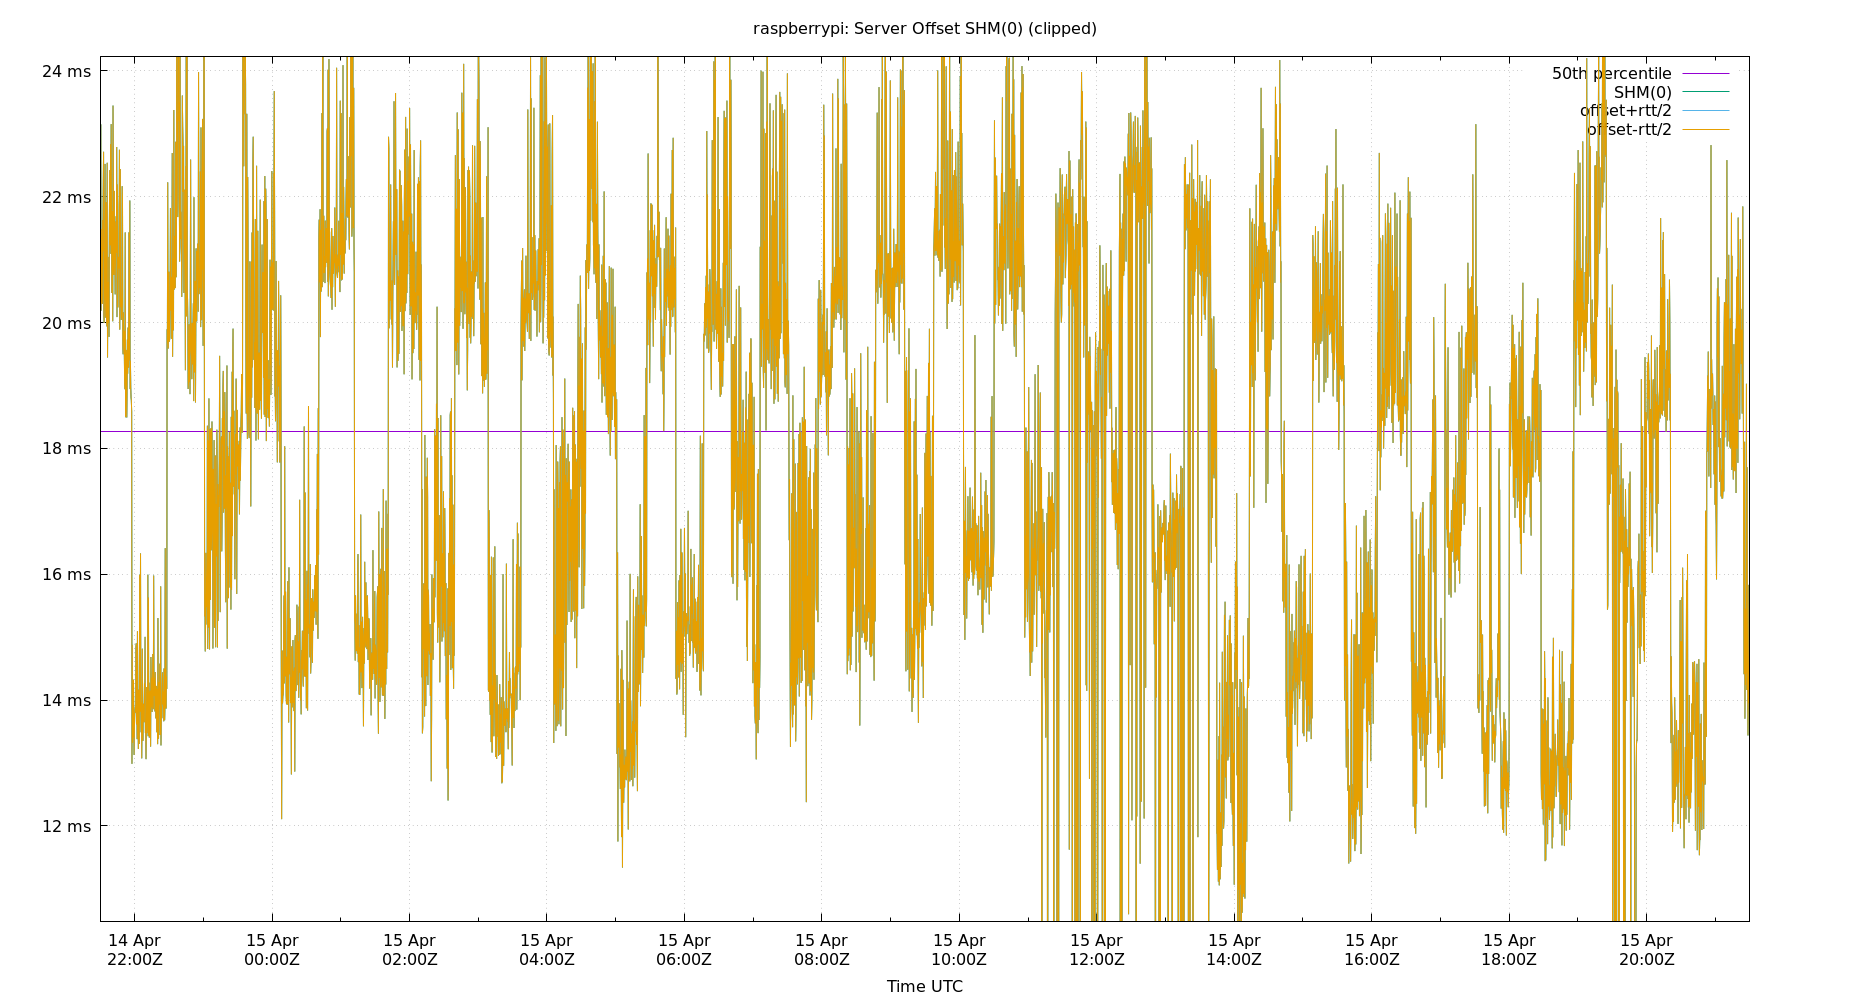 raspberrypi: Server Offset SHM(0) (clipped)
24 ms
22 ms
20 ms
18 ms
16 ms
14 ms
12 ms
50th percentile
SHM(0)
offset+rtt/2
offset-rtt/2
14 Apr 15 Apr 15 Apr 15 Apr 15 Apr 15 Apr 15 Apr 15 Apr 15 Apr 15 Apr 15 Apr 15 Apr
22:00Z 00:00Z 02:00Z 04:00Z 06:00Z 08:00Z 10:00Z 12:00Z 14:00Z 16:00Z 18:00Z 20:00Z
Time UTC